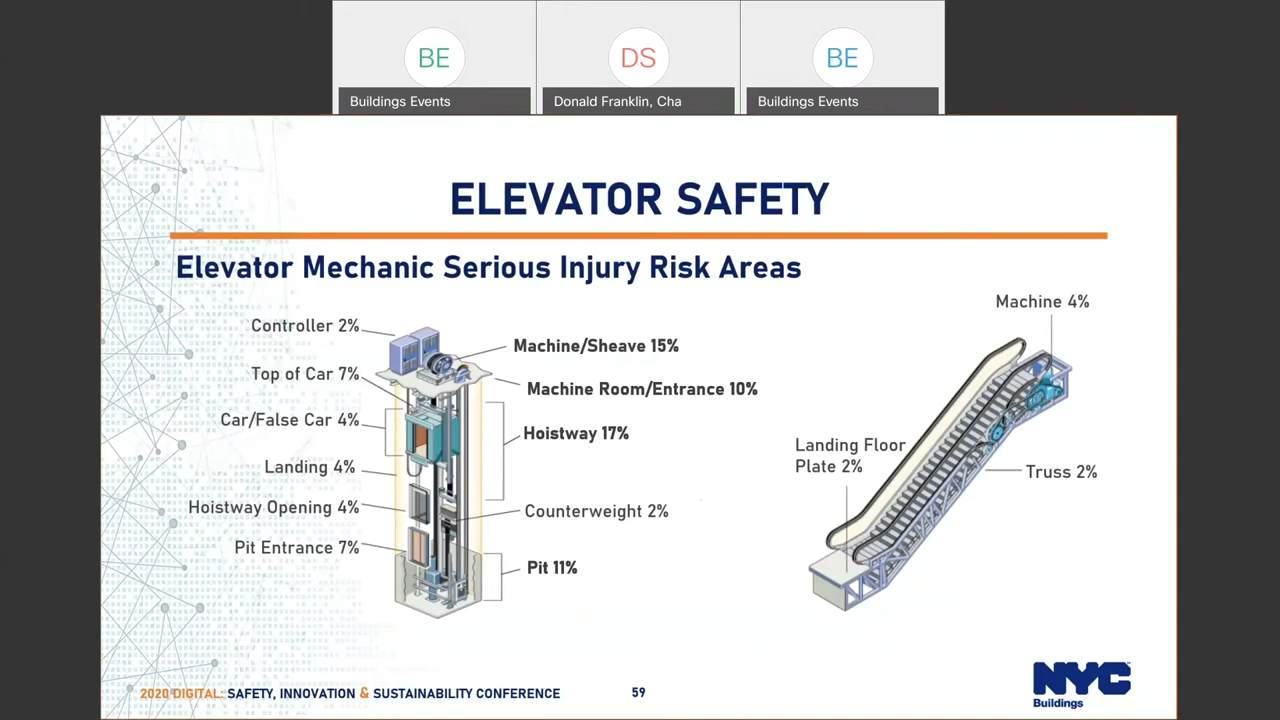 BE
DS
BE
Buildings Events
Donald Franklin, Cha
Buildings Events
ELEVATOR SAFETY
Elevator Mechanic Serious Injury Risk Areas
Controller 2%
Top of Car 7%
Car/False Car 4%
Landing 4%
Hoistway Opening 4%
Pit Entrance 7%
Machine/Sheave 15%
Machine Room/Entrance 10%
Hoistway 17%
Counterweight 2%
Pit 11%
Machine 4%
Landing Floor
Plate 2%
Truss 2%
2020 DIGITAL: SAFETY, INNOVATION & SUSTAINABILITY CONFERENCE
59
NYC
Buildings